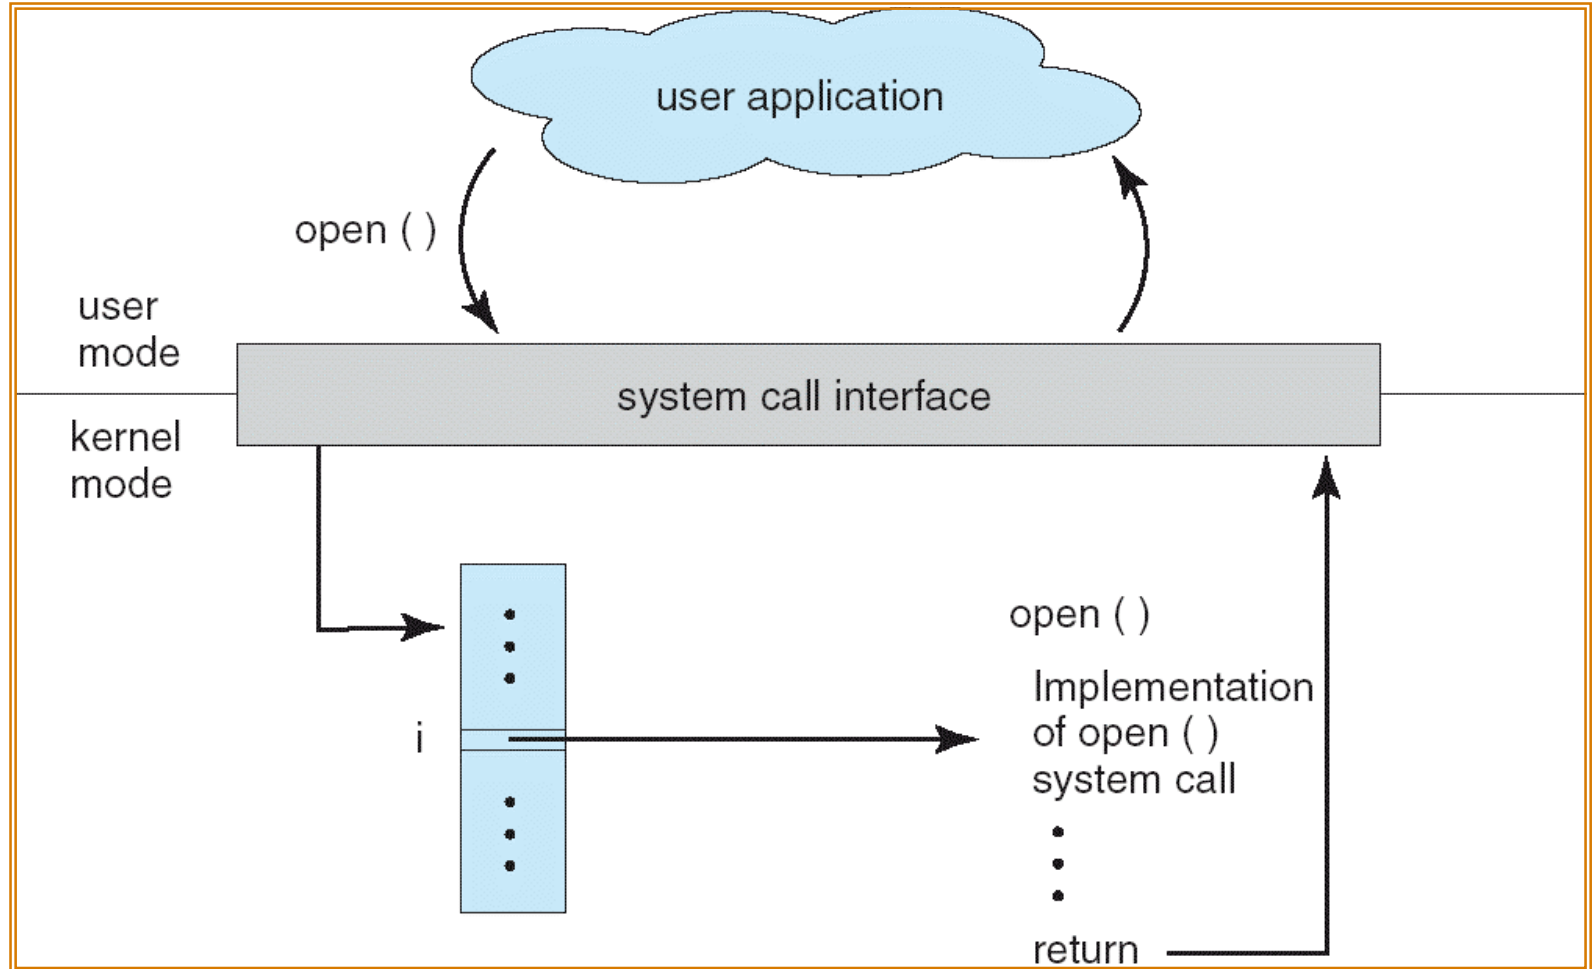 user application
open ( )
user
mode
system call interface
kernel
mode
open ( )
Implementation
of open ( )
system call
i
return